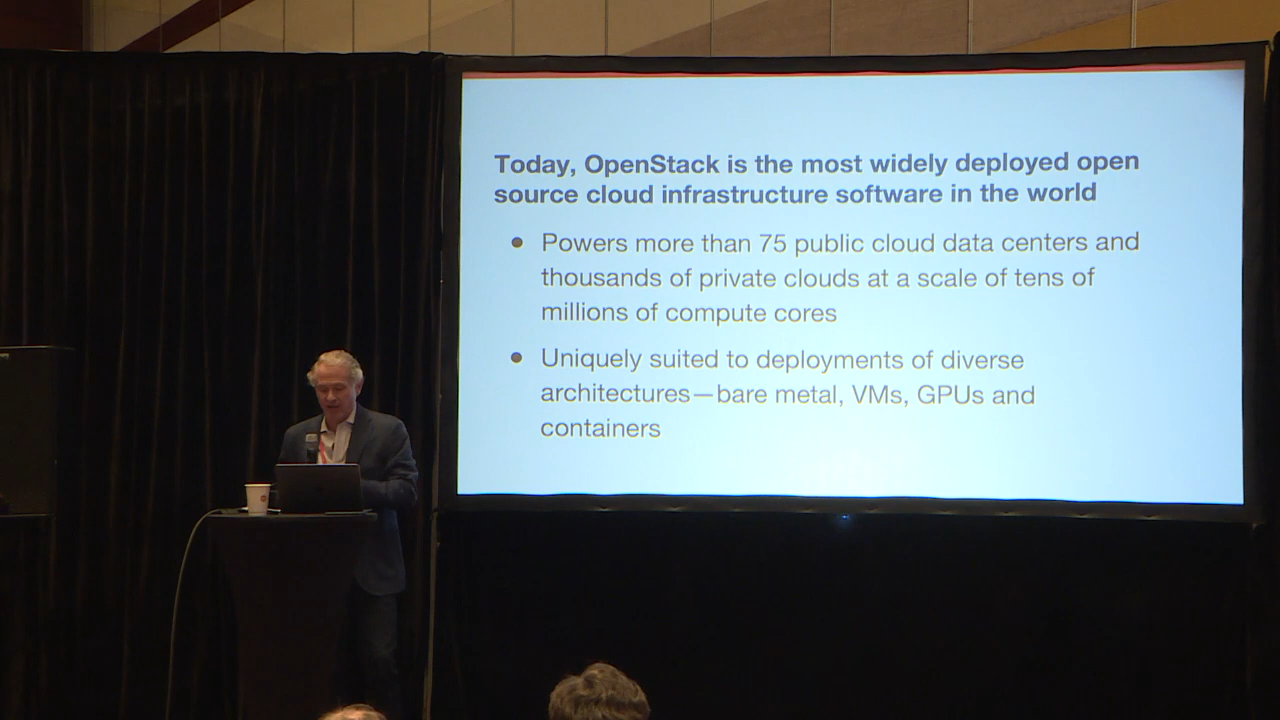 Today, OpenStack is the most widely deployed open
source cloud infrastructure software in the world
Powers more than 75 public cloud data centers and
thousands of private clouds at a scale of tens of
millions of compute cores
Uniquely suited to deployments of diverse
architectures—bare metal, VMs, GPUs and
containers